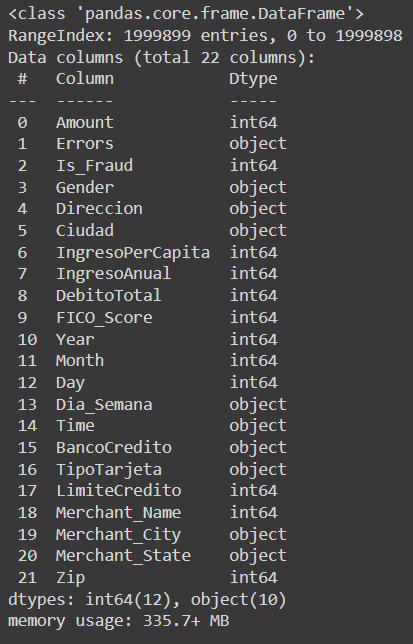 <class 'pandas.core.frame.DataFrame'>
RangeIndex: 1999899 entries, 0 to 1999898
Data columns (total 22 columns):
 #   Column           Dtype
---  ------           -----
 0   Amount           int64
 1   Errors           object
 2   Is_Fraud         int64
 3   Gender           object
 4   Direccion        object
 5   Ciudad           object
 6   IngresoPerCapita  int64
 7   IngresoAnual     int64
 8   DebitoTotal      int64
 9   FICO_Score       int64
 10  Year             int64
 11  Month            int64
 12  Day              int64
 13  Dia_Semana       object
 14  Time             object
 15  BancoCredito     object
 16  TipoTarjeta      object
 17  LimiteCredito    int64
 18  Merchant_Name    int64
 19  Merchant_City    object
 20  Merchant_State   object
 21  Zip              int64
dtypes: int64(12), object(10)
memory usage: 335.7+ MB